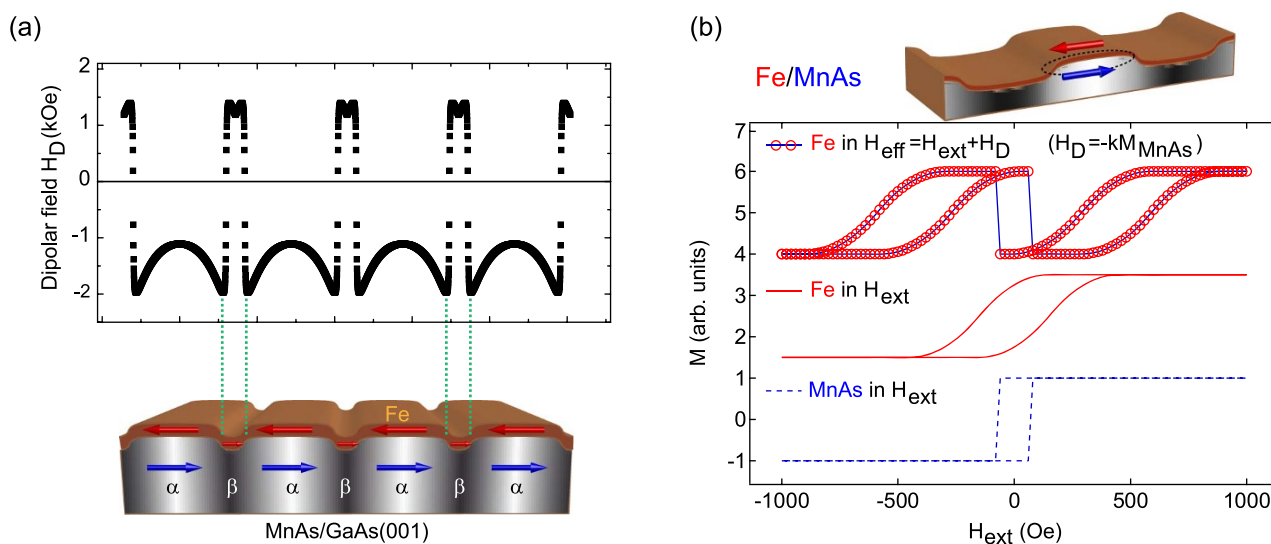 (a)
Dipolar field H_D(kOe)
2
1
0
-1
-2
Fe
α β α β α β α
MnAs/GaAs(001)
(b)
Fe/MnAs
M (arb. units)
7
6
5
4
3
2
1
0
-1
Fe in H_eff=H_ext+H_D (H_D=-kM_MnAs)
Fe in H_ext
MnAs in H_ext
-1000 -500 0 500 1000
H_ext (Oe)